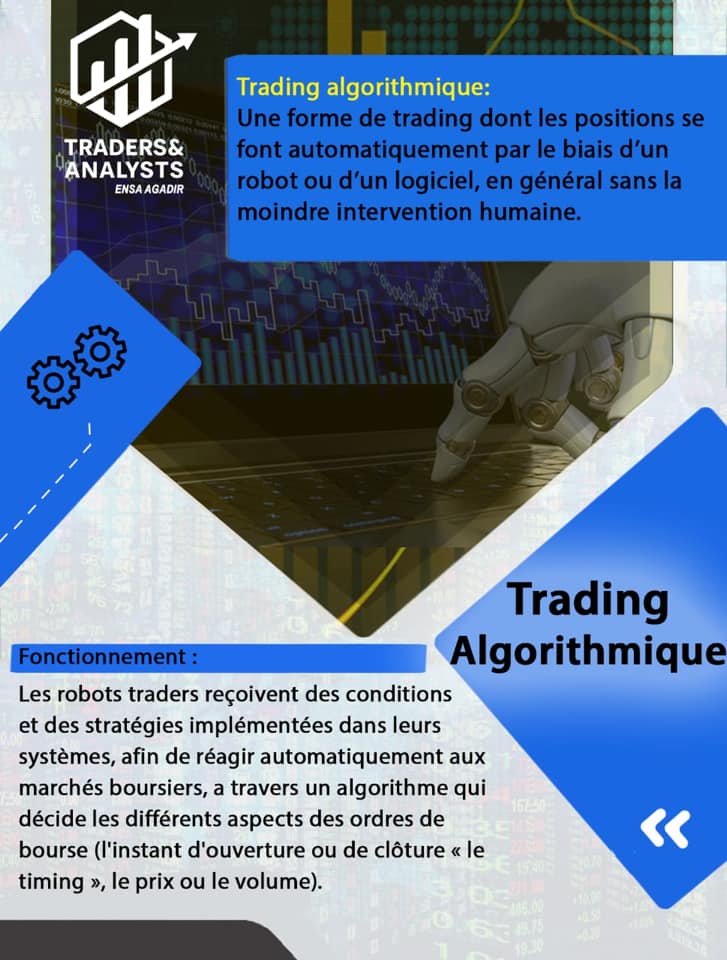 TRADERS&
ANALYSTS
ENSA AGADIR
Trading algorithmique:
Une forme de trading dont les positions se
font automatiquement par le biais d’un
robot ou d’un logiciel, en général sans la
moindre intervention humaine.
Trading
Algorithmique
Fonctionnement :
Les robots traders reçoivent des conditions
et des stratégies implémentées dans leurs
systèmes, afin de réagir automatiquement aux
marchés boursiers, a travers un algorithme qui
décide les différents aspects des ordres de
bourse (l'instant d'ouverture ou de clôture « le
timing », le prix ou le volume).